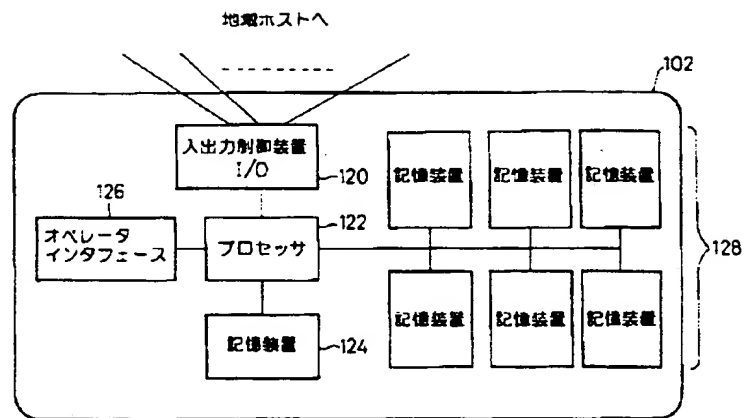 地域ホストへ
102
入出力制御装置
I/O
120
記憶装置
記憶装置
記憶装置
126
122
オペレータ
インタフェース
プロセッサ
128
記憶装置
124
記憶装置
記憶装置
記憶装置